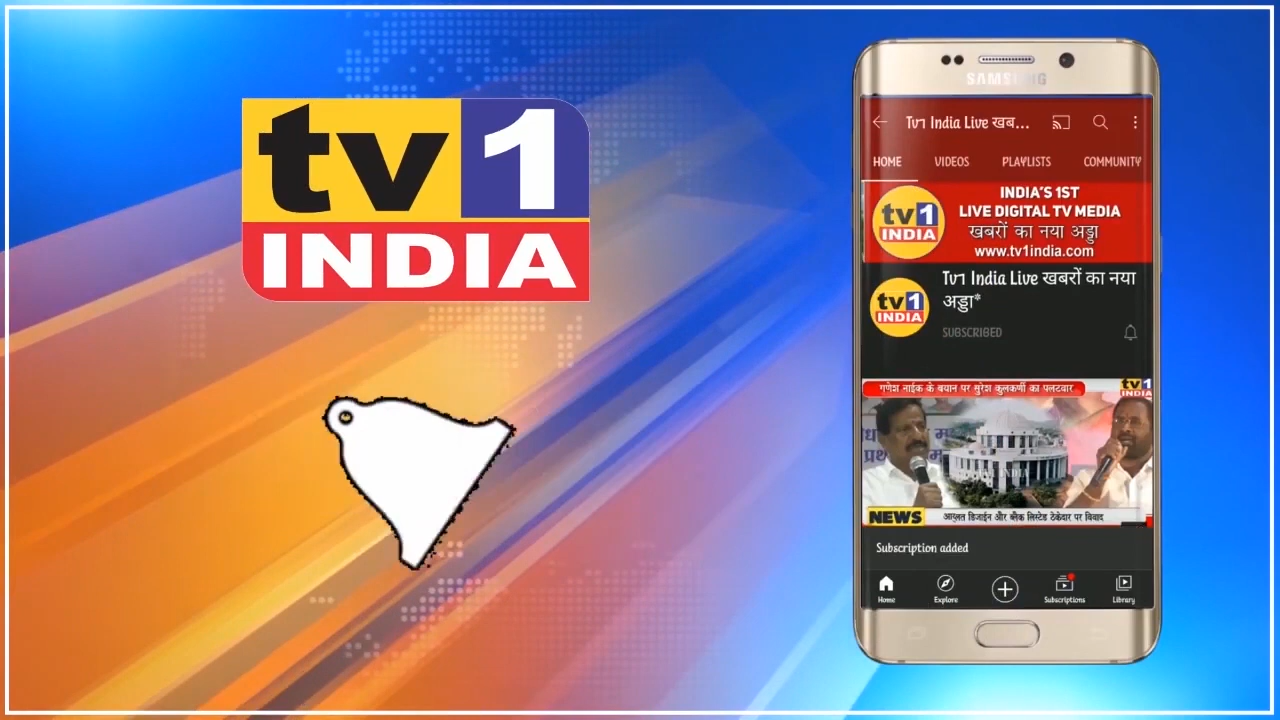 tv1
INDIA
SAMSUNG
Tv1 India Live खब...
HOME VIDEOS PLAYLISTS COMMUNITY
tv1
INDIA
INDIA'S 1ST
LIVE DIGITAL TV MEDIA
खबरों का नया अड्डा
www.tv1india.com
tv1
INDIA
Tv1 India Live खबरों का नया
अड्डा*
SUBSCRIBED
गणेश नाईक के बयान पर सुरेश कुलकर्णी का पलटवार
tv1
INDIA
NEWS
आयुक्त डिजाईन और ब्लैक लिस्टेड ठेकेदार पर विवाद
Subscription added
Home Explore Subscriptions Library